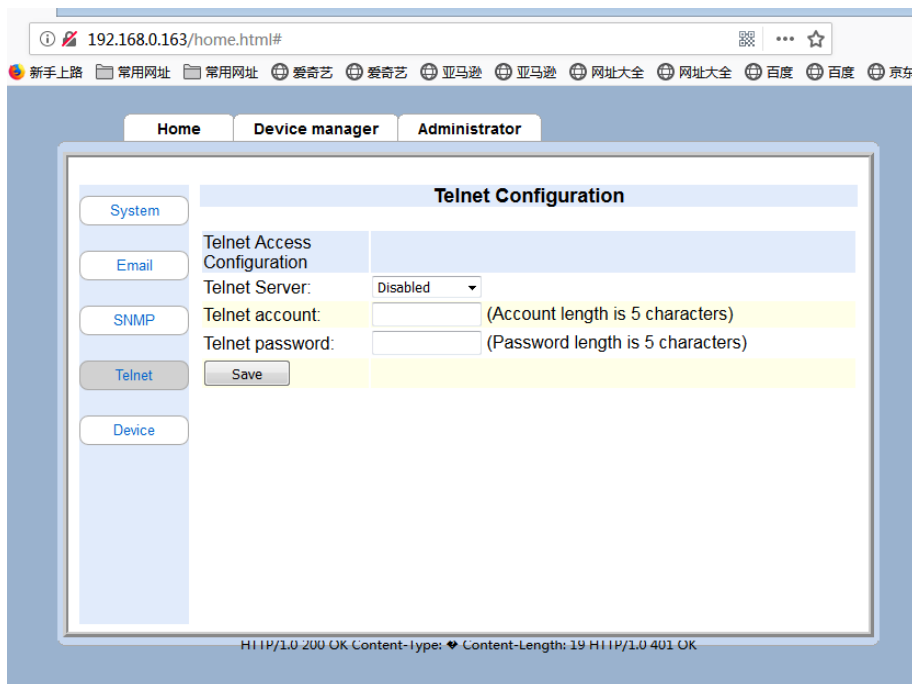 192.168.0.163/home.html#
新手上路 常用网址 常用网址 爱奇艺 爱奇艺 亚马逊 亚马逊 网址大全 网址大全 百度 百度 京东
Home Device manager Administrator
Telnet Configuration
System
Telnet Access
Configuration
Email
Telnet Server: Disabled
Telnet account: (Account length is 5 characters)
SNMP
Telnet password: (Password length is 5 characters)
Telnet Save
Device
HTTP/1.0 200 OK Content-Type: � Content-Length: 19 HTTP/1.0 401 OK